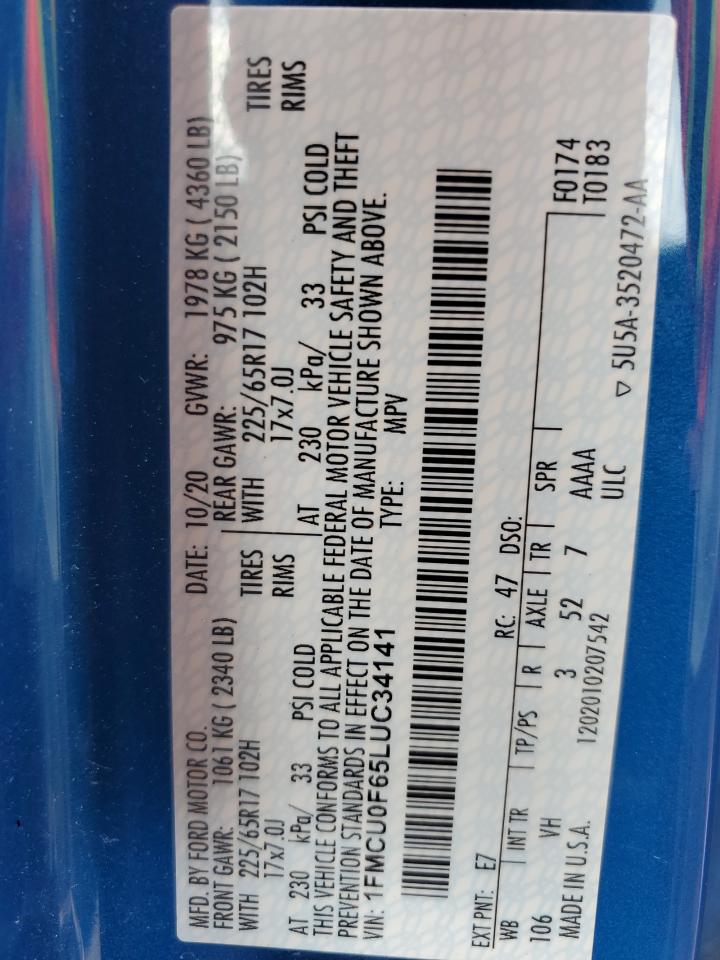 MFD. BY FORD MOTOR CO. DATE: 10/20 GVWR: 1978 KG ( 4360 LB)
FRONT GAWR: 1061 KG ( 2340 LB) REAR GAWR: 975 KG ( 2150 LB)
WITH 225/65R17 102H TIRES WITH 225/65R17 102H TIRES
17x7.0J RIMS 17x7.0J RIMS
AT 230 kPa/ 33 PSI COLD AT 230 kPa/ 33 PSI COLD
THIS VEHICLE CONFORMS TO ALL APPLICABLE FEDERAL MOTOR VEHICLE SAFETY AND THEFT
PREVENTION STANDARDS IN EFFECT ON THE DATE OF MANUFACTURE SHOWN ABOVE.
VIN: 1FMCU0F65LUC34141 TYPE: MPV
EXT PNT: E7 RC: 47 DSO:
WB INT TR TP/PS R AXLE TR SPR F0174
106 VH 3 52 7 AAAA T0183
MADE IN U.S.A. 1202010207542 ULC
▽ 5U5A-3520472-AA